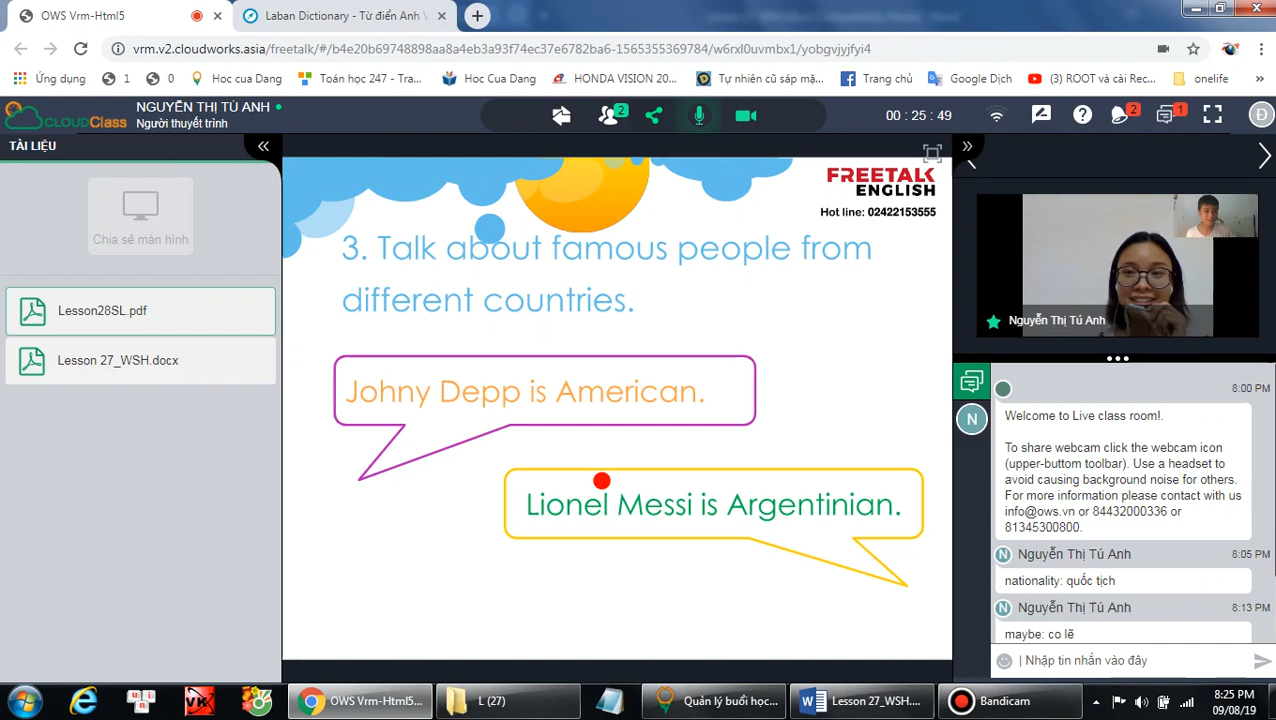 OWS Vrm-Html5
Laban Dictionary - Từ điển Anh V
vrm.v2.cloudworks.asia/freetalk/#/b4e20b69748898aa8a4eb3a93f74ec37e6782ba6-1565355369784/w6rxl0uvmbx1/yobgvjyjfyi4
Ứng dụng
1
0
Hoc cua Dang
Toán học 247 - Tra...
Học Cua Dang
HONDA VISION 20...
Tự nhiên cũ sáp mặ...
Trang chủ
Google Dịch
(3) ROOT và cài Rec...
onelife
»
CLOUDClass
NGUYỄN THỊ TÚ ANH
Người thuyết trình
2
00 : 25 : 49
2
1
Đ
TÀI LIỆU
Chia sẻ màn hình
Lesson28SL.pdf
Lesson 27_WSH.docx
FREETALK
ENGLISH
Hot line: 02422153555
3. Talk about famous people from
different countries.
Johny Depp is American.
Lionel Messi is Argentinian.
Nguyễn Thị Tú Anh
8:00 PM
N
Welcome to Live class room!.
To share webcam click the webcam icon
(upper-buttom toolbar). Use a headset to
avoid causing background noise for others.
For more information please contact with us
info@ows.vn or 84432000336 or
81345300800.
N Nguyễn Thị Tú Anh 8:05 PM
nationality: quốc tịch
N Nguyễn Thị Tú Anh 8:13 PM
maybe: co lẽ
Nhập tin nhắn vào đây
OWS Vrm-Html5...
L (27)
Quản lý buổi học...
Lesson 27_WSH....
Bandicam
8:25 PM
09/08/19